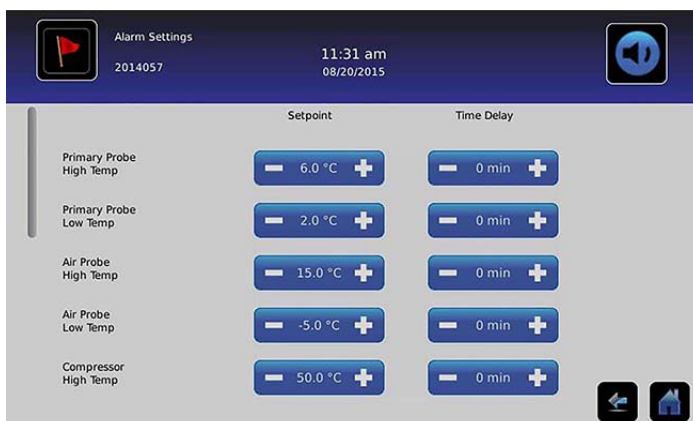 Alarm Settings
2014057
11:31 am
08/20/2015
Setpoint Time Delay
Primary Probe
High Temp
6.0 °C 0 min
Primary Probe
Low Temp
2.0 °C 0 min
Air Probe
High Temp
15.0 °C 0 min
Air Probe
Low Temp
-5.0 °C 0 min
Compressor
High Temp
50.0 °C 0 min